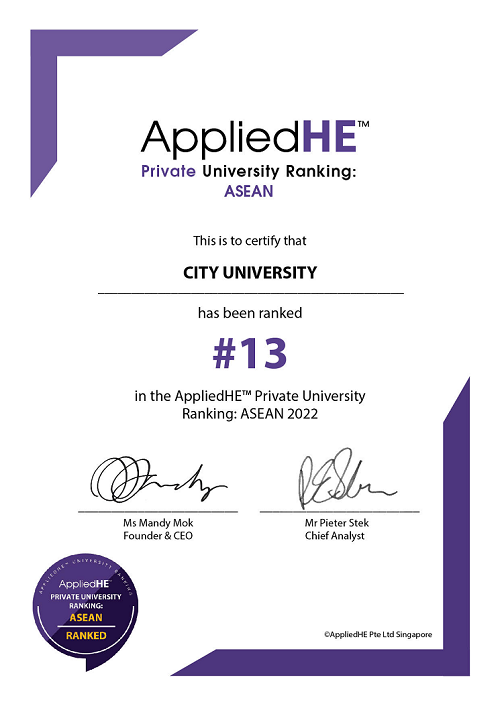 AppliedHE™
Private University Ranking:
ASEAN
This is to certify that
CITY UNIVERSITY
has been ranked
#13
in the AppliedHE™ Private University
Ranking: ASEAN 2022
Ms Mandy Mok
Founder & CEO
Mr Pieter Stek
Chief Analyst
APPLIEDHE™ UNIVERSITY RANKING
AppliedHE™
PRIVATE UNIVERSITY
RANKING:
ASEAN
RANKED
©AppliedHE Pte Ltd Singapore